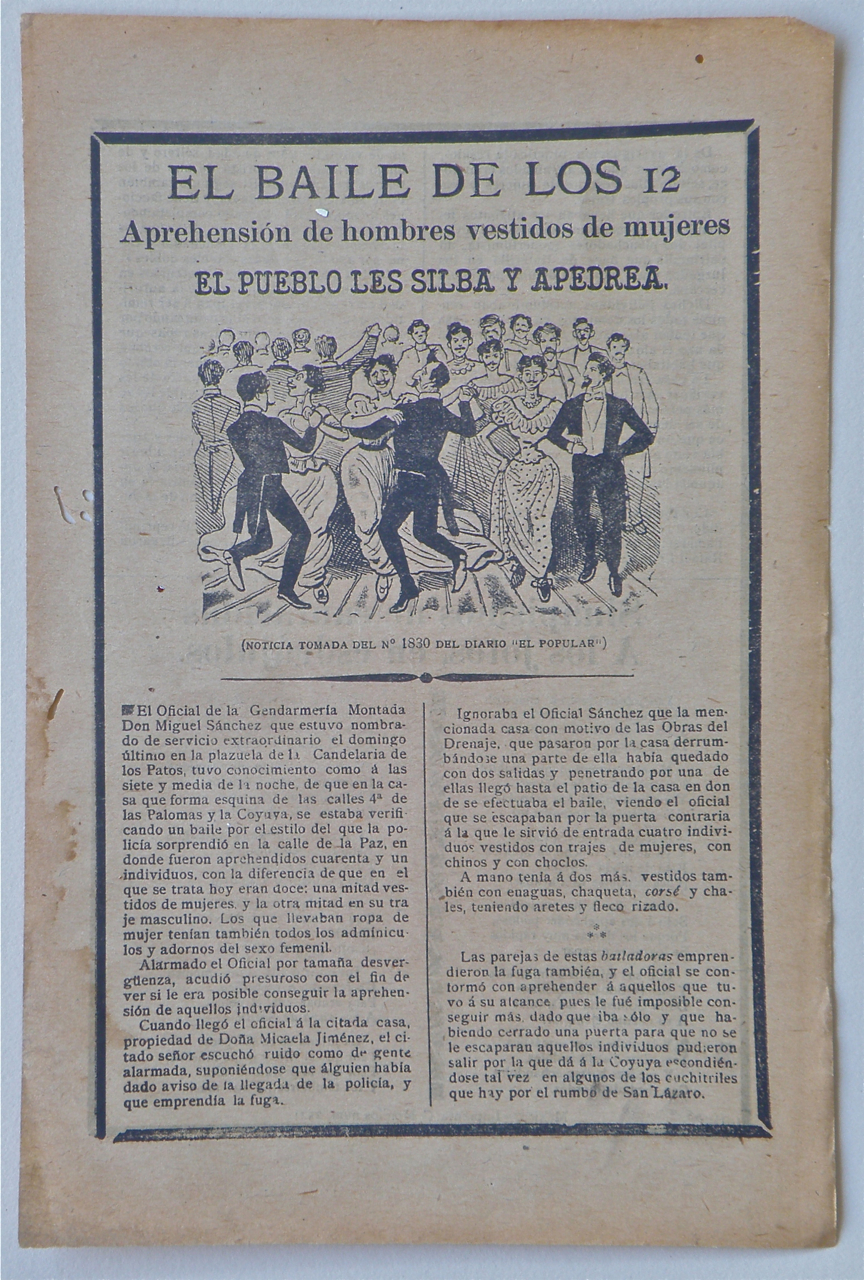 EL BAILE DE LOS 12
Aprehensión de hombres vestidos de mujeres
EL PUEBLO LES SILBA Y APEDREA.
(NOTICIA TOMADA DEL Nº 1830 DEL DIARIO "EL POPULAR")
El Oficial de la Gendarmería Montada
Don Miguel Sánchez que estuvo nombra-
do de servicio extraordinario el domingo
último en la plazuela de la Candelaria de
los Patos, tuvo conocimiento como á las
siete y media de la noche, de que en la ca-
sa que forma esquina de las calles 4ª de
las Palomas y la Coyuya, se estaba verifi
cando un baile por el estilo del que la po-
licía sorprendió en la calle de la Paz, en
donde fueron aprehendidos cuarenta y un
individuos, con la diferencia de que en el
que se trata hoy eran doce: una mitad ves-
tidos de mujeres, y la otra mitad en su tra
je masculino. Los que llevaban ropa de
mujer tenían también todos los adminícu-
los y adornos del sexo femenil.
Alarmado el Oficial por tamaña desver-
güenza, acudió presuroso con el fin de
ver si le era posible conseguir la aprehen-
sión de aquellos individuos.
Cuando llegó el oficial á la citada casa,
propiedad de Doña Micaela Jiménez, el ci-
tado señor escuchó ruido como de gente
alarmada, suponiéndose que álguien había
dado aviso de la llegada de la policía, y
que emprendía la fuga.
Ignoraba el Oficial Sánchez que la men-
cionada casa con motivo de las Obras del
Drenaje, que pasaron por la casa derrum-
bándose una parte de ella había quedado
con dos salidas y penetrando por una de
ellas llegó hasta el patio de la casa en don
de se efectuaba el baile, viendo el oficial
que se escapaban por la puerta contraria
á la que le sirvió de entrada cuatro indivi-
duos vestidos con trajes de mujeres, con
chinos y con choclos.
A mano tenía á dos más, vestidos tam-
bién con enaguas, chaqueta, corsé y cha-
les, teniendo aretes y fleco rizado.
* * *
Las parejas de estas bailadoras empren-
dieron la fuga también, y el oficial se con-
formó con aprehender á aquellos que tu-
vo á su alcance pues le fué imposible con-
seguir más, dado que iba sólo y que ha-
biendo cerrado una puerta para que no se
le escaparan aquellos individuos pudieron
salir por la que dá á la Coyuya escondién-
dose tal vez en algunos de los cuchitriles
que hay por el rumbo de San Lázaro.